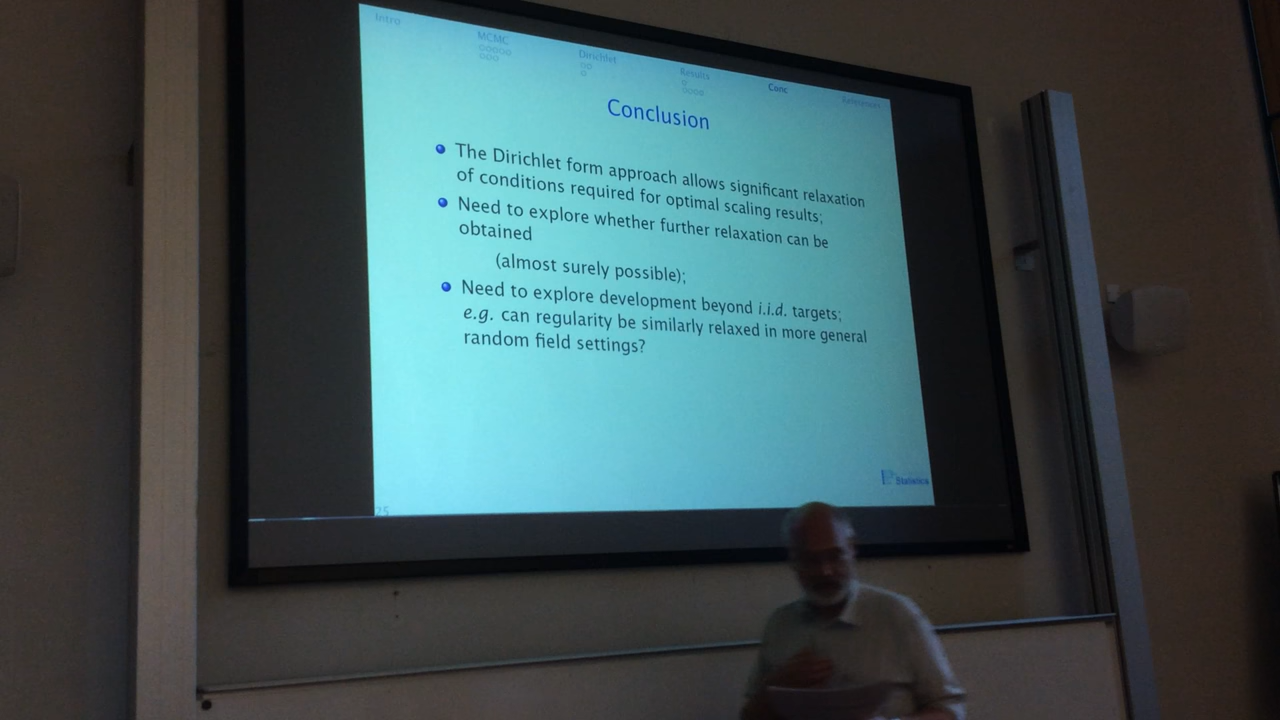 Intro
MCMC
Dirichlet
Results
Conc
References
Conclusion
The Dirichlet form approach allows significant relaxation
of conditions required for optimal scaling results;
Need to explore whether further relaxation can be
obtained
(almost surely possible);
Need to explore development beyond i.i.d. targets;
e.g. can regularity be similarly relaxed in more general
random field settings?
Statistics
25